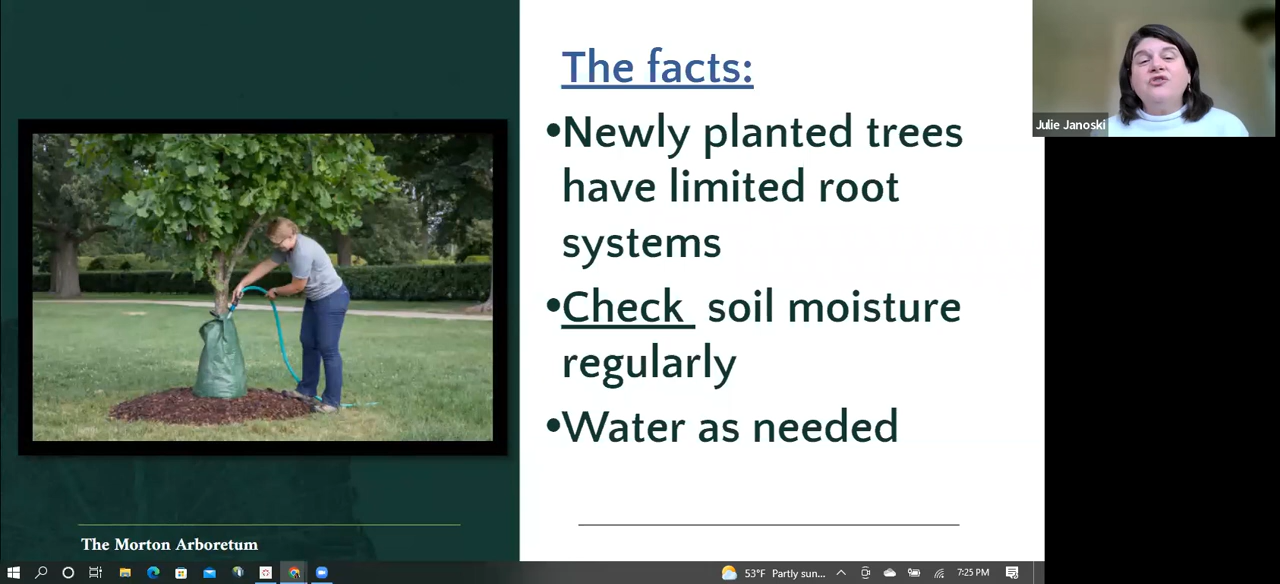 The facts:
•Newly planted trees
have limited root
systems
•Check soil moisture
regularly
•Water as needed
The Morton Arboretum
Julie Janoski
53°F Partly sun...
7:25 PM